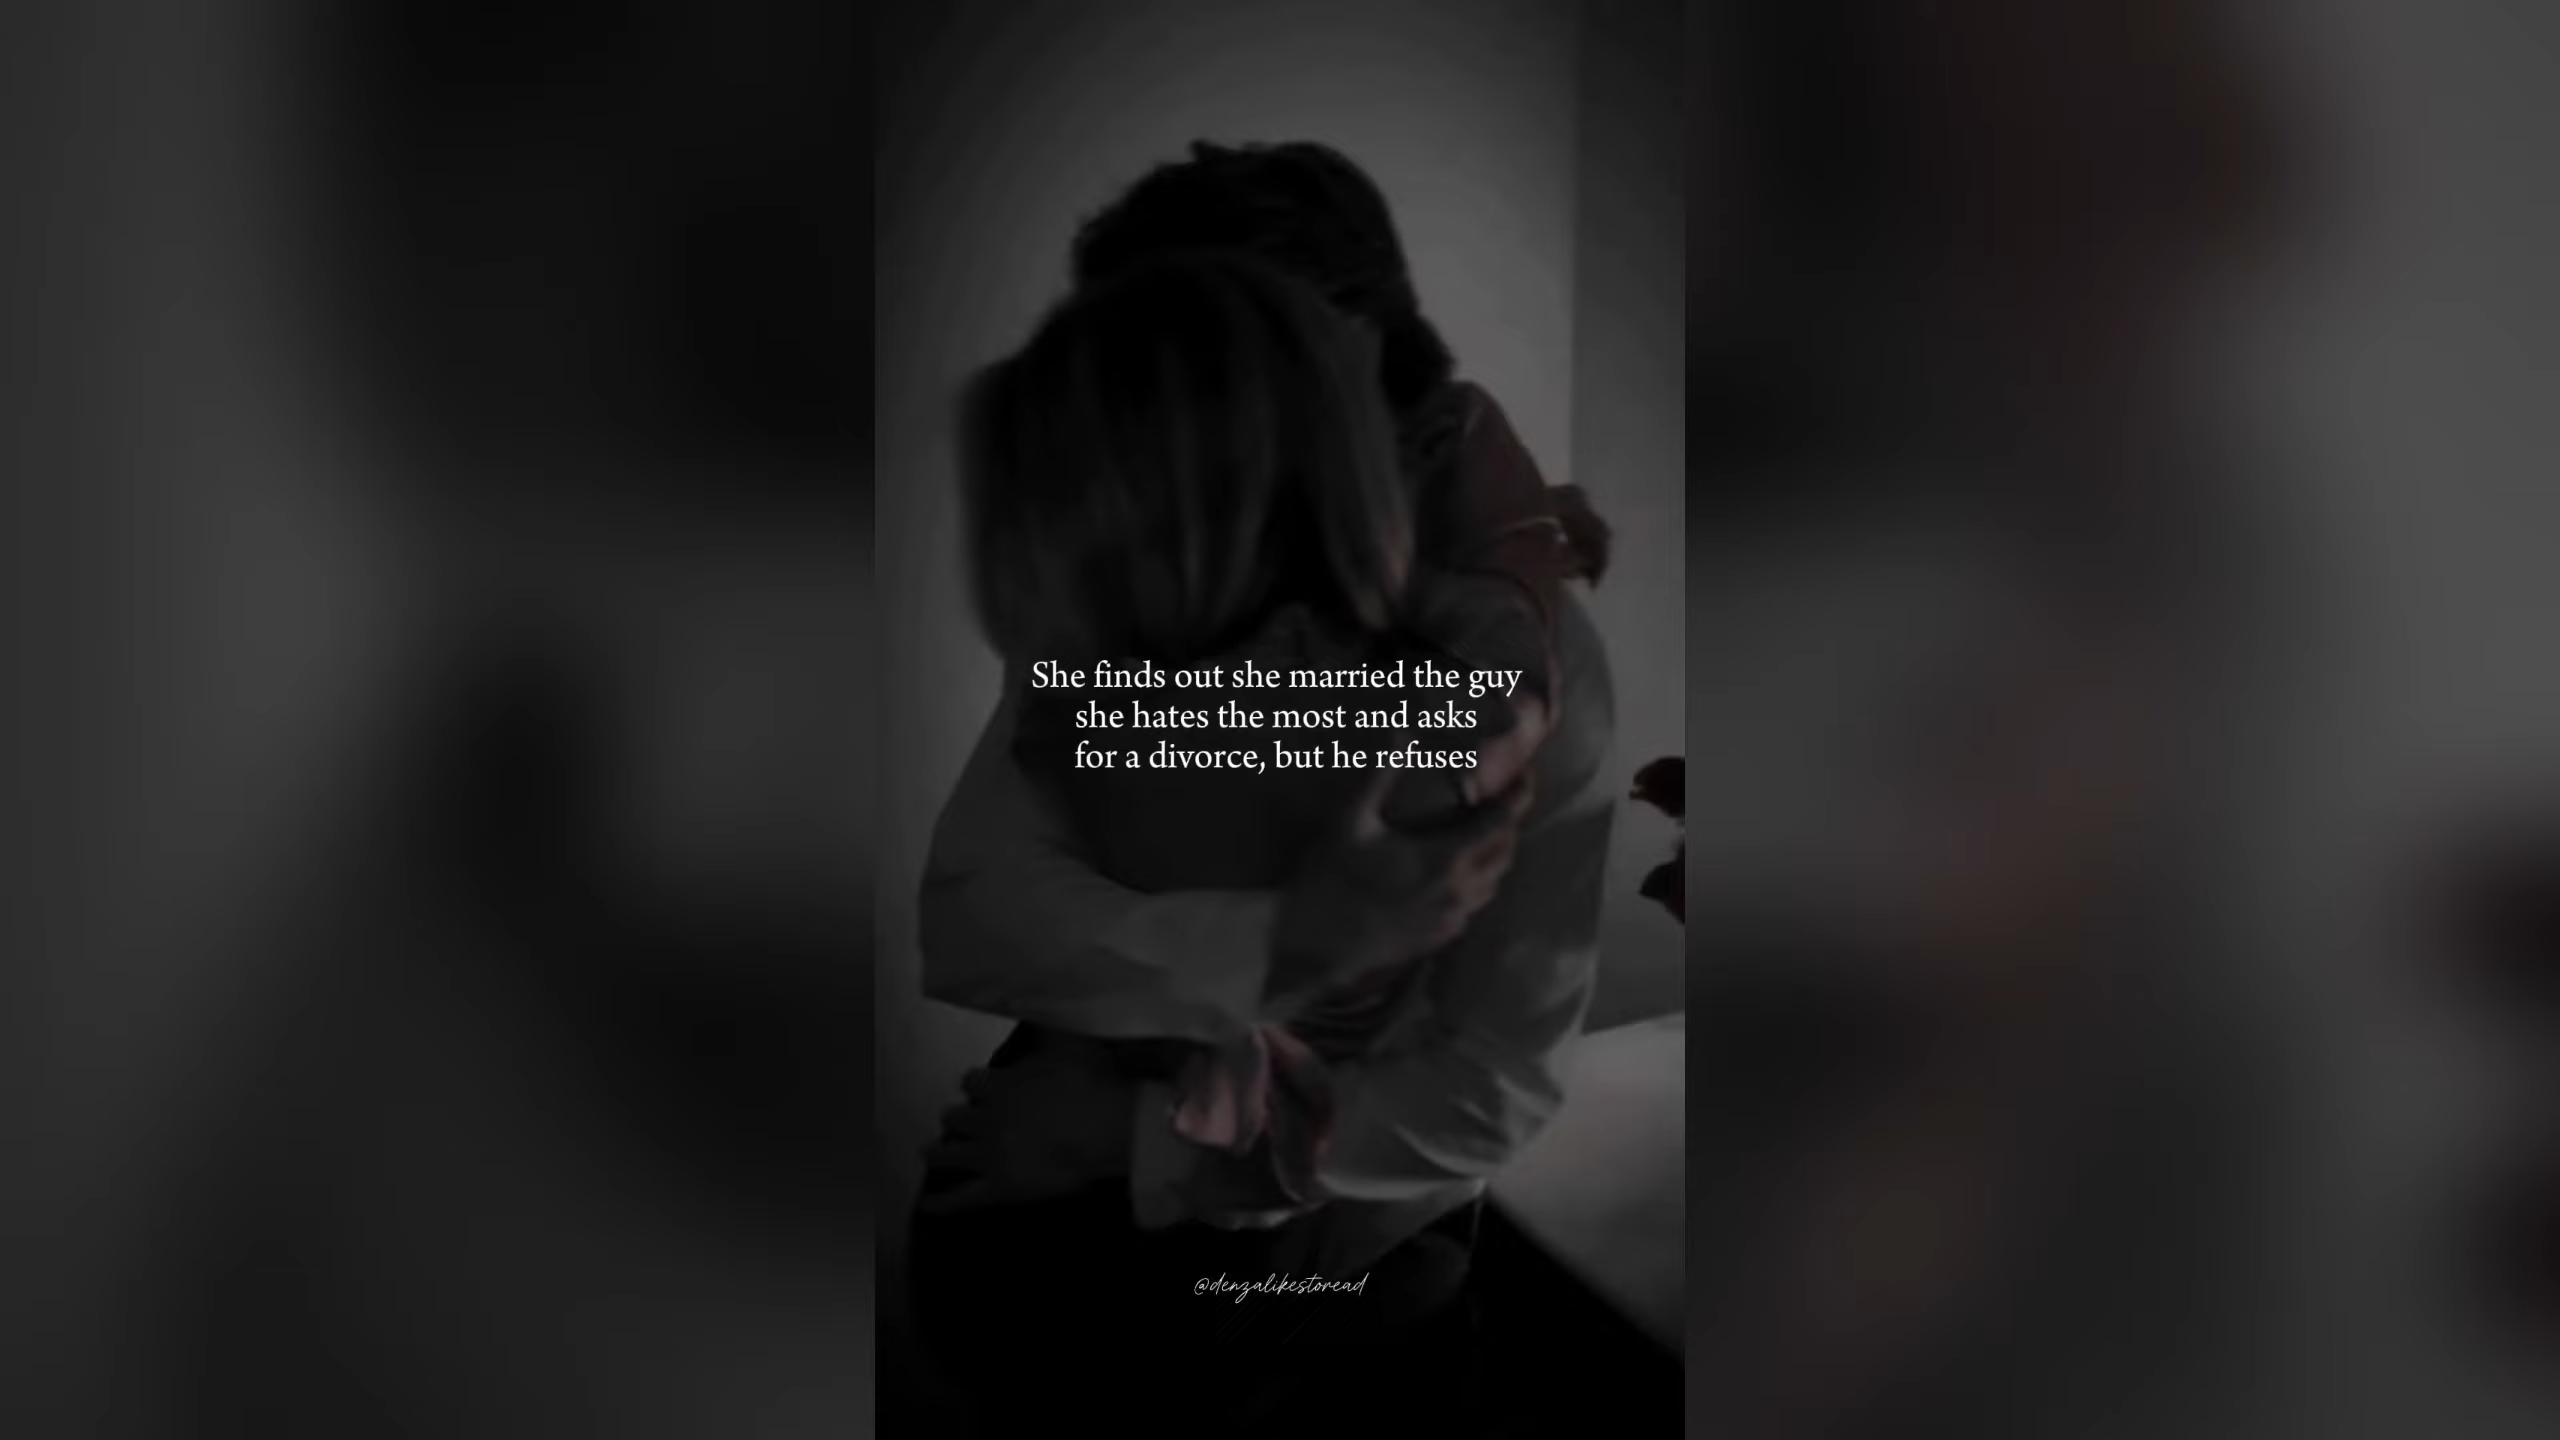 She finds out she married the guy
she hates the most and asks
for a divorce, but he refuses
@denzalikestoread